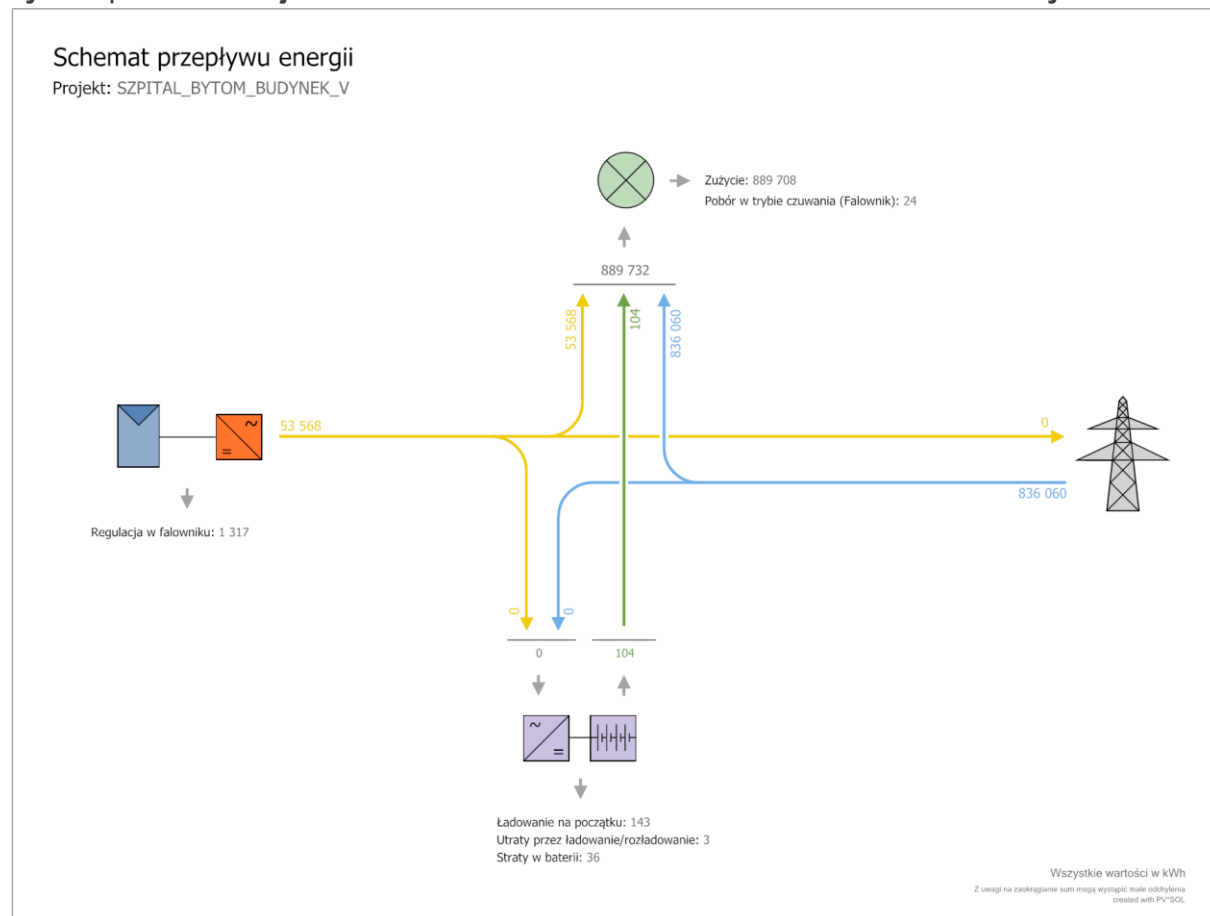 Schemat przepływu energii
Projekt: SZPITAL_BYTOM_BUDYNEK_V
Zużycie: 889 708
Pobór w trybie czuwania (Falownik): 24
889 732
53 568
104
836 060
53 568
0
836 060
Regulacja w falowniku: 1 317
0
0
0
104
~
=
~
=
Ładowanie na początku: 143
Utraty przez ładowanie/rozładowanie: 3
Straty w baterii: 36
Wszystkie wartości w kWh
Z uwagi na zaokrąglanie sum mogą wystąpić małe odchylenia
created with PV*SOL